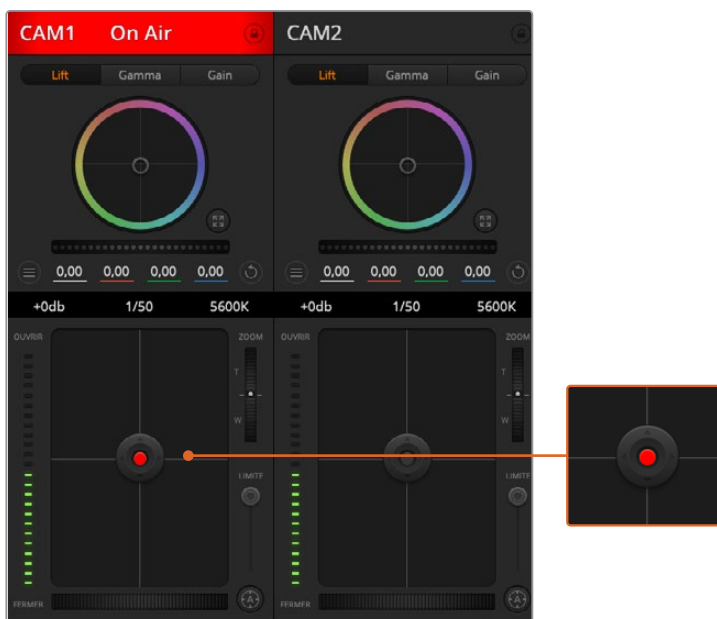 CAM1 On Air
Lift Gamma Gain
0,00 0,00 0,00 0,00
+0db 1/50 5600K
OUVRIR ZOOM
T
W
LIMITE
A
FERMER
CAM2
Lift Gamma Gain
0,00 0,00 0,00 0,00
+0db 1/50 5600K
OUVRIR ZOOM
T
W
LIMITE
A
FERMER